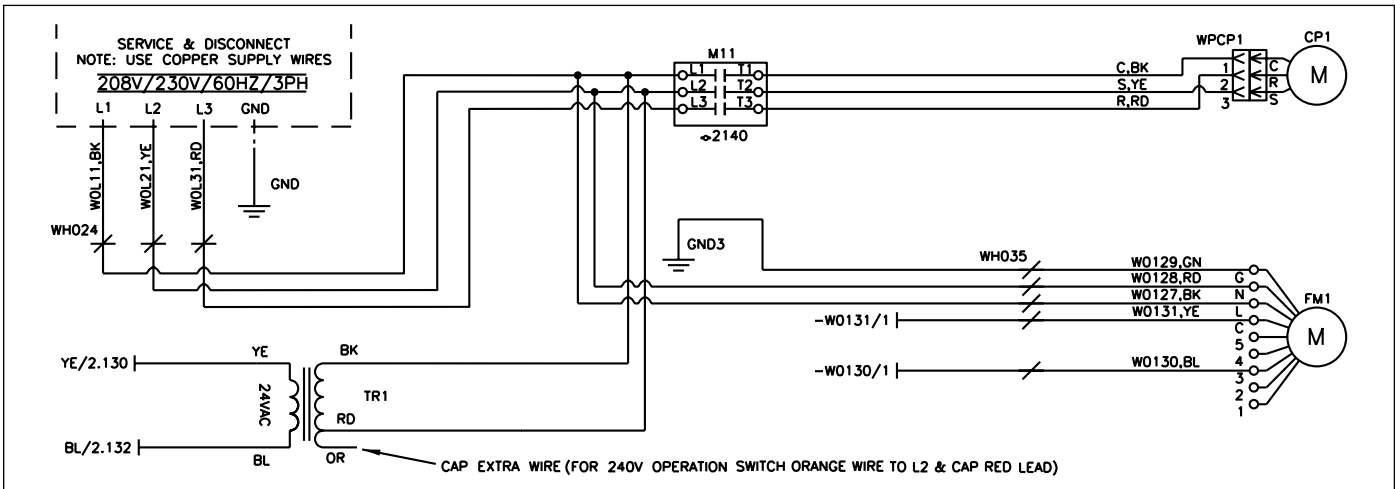 SERVICE & DISCONNECT
NOTE: USE COPPER SUPPLY WIRES
208V/230V/60HZ/3PH
L1 L2 L3 GND
W0L11,BK
W0L21,YE
W0L31,RD
GND
WH024
M11
L1 T1
L2 T2
L3 T3
2140
C,BK
S,YE
R,RD
WPCP1
1
2
3
C
R
S
CP1
M
GND3
WH035
W0129,GN
W0128,RD
W0127,BK
W0131,YE
W0130,BL
-W0131/1
-W0130/1
G
N
L
C
5
4
3
2
1
FM1
M
YE/2.130
YE
BK
24VAC
TR1
RD
BL/2.132
BL
OR
CAP EXTRA WIRE (FOR 240V OPERATION SWITCH ORANGE WIRE TO L2 & CAP RED LEAD)